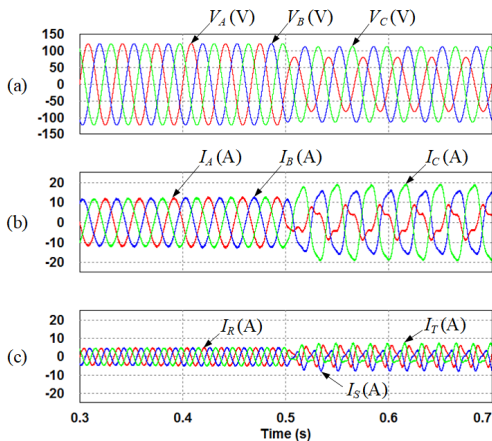 V_A (V) V_B (V) V_C (V)
150
100
50
(a) 0
-50
-100
-150
I_A (A) I_B (A) I_C (A)
20
10
(b) 0
-10
-20
I_R (A) I_T (A)
20
10
(c) 0
-10
-20
I_S (A)
0.3 0.4 0.5 0.6 0.7
Time (s)